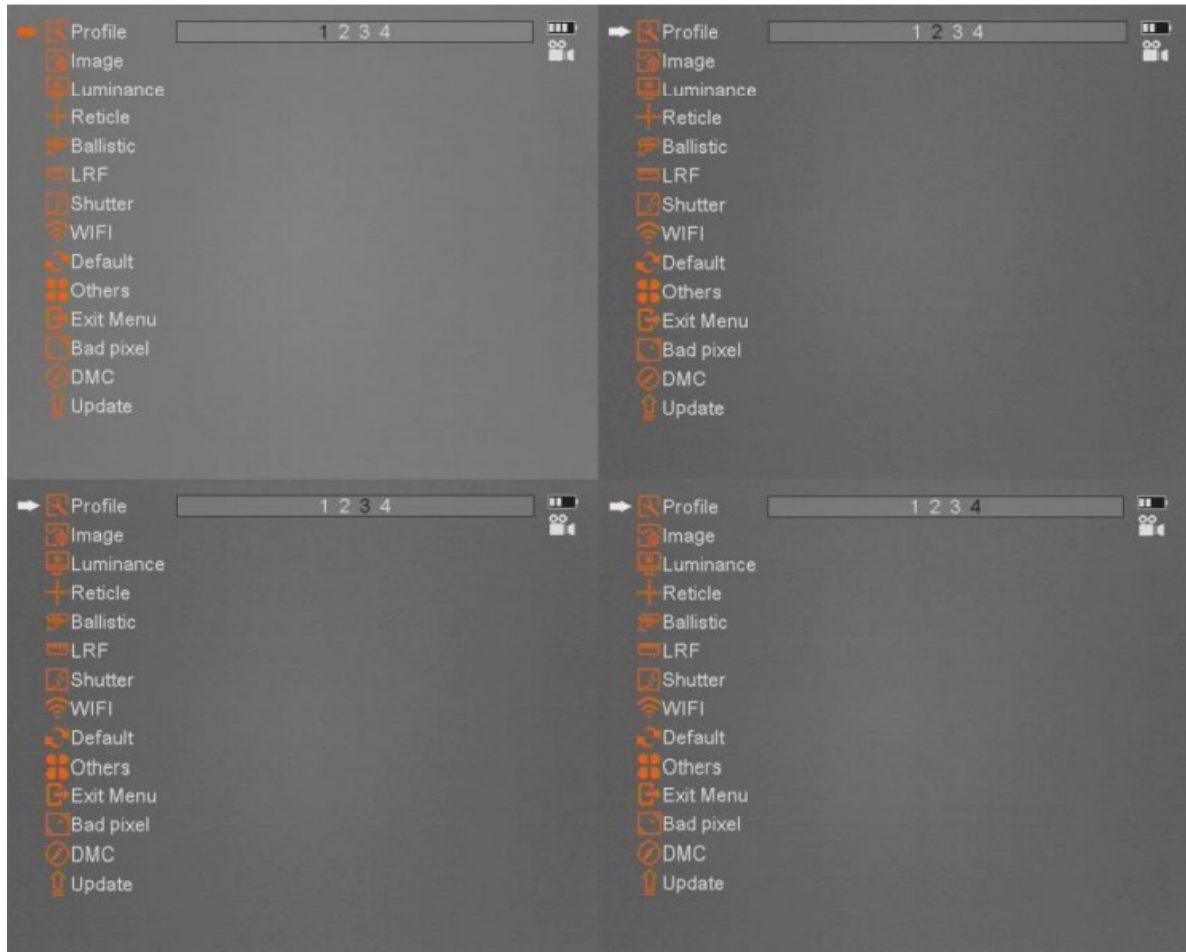 Profile 1 2 3 4
Image
Luminance
Reticle
Ballistic
LRF
Shutter
WIFI
Default
Others
Exit Menu
Bad pixel
DMC
Update
Profile 1 2 3 4
Image
Luminance
Reticle
Ballistic
LRF
Shutter
WIFI
Default
Others
Exit Menu
Bad pixel
DMC
Update
Profile 1 2 3 4
Image
Luminance
Reticle
Ballistic
LRF
Shutter
WIFI
Default
Others
Exit Menu
Bad pixel
DMC
Update
Profile 1 2 3 4
Image
Luminance
Reticle
Ballistic
LRF
Shutter
WIFI
Default
Others
Exit Menu
Bad pixel
DMC
Update